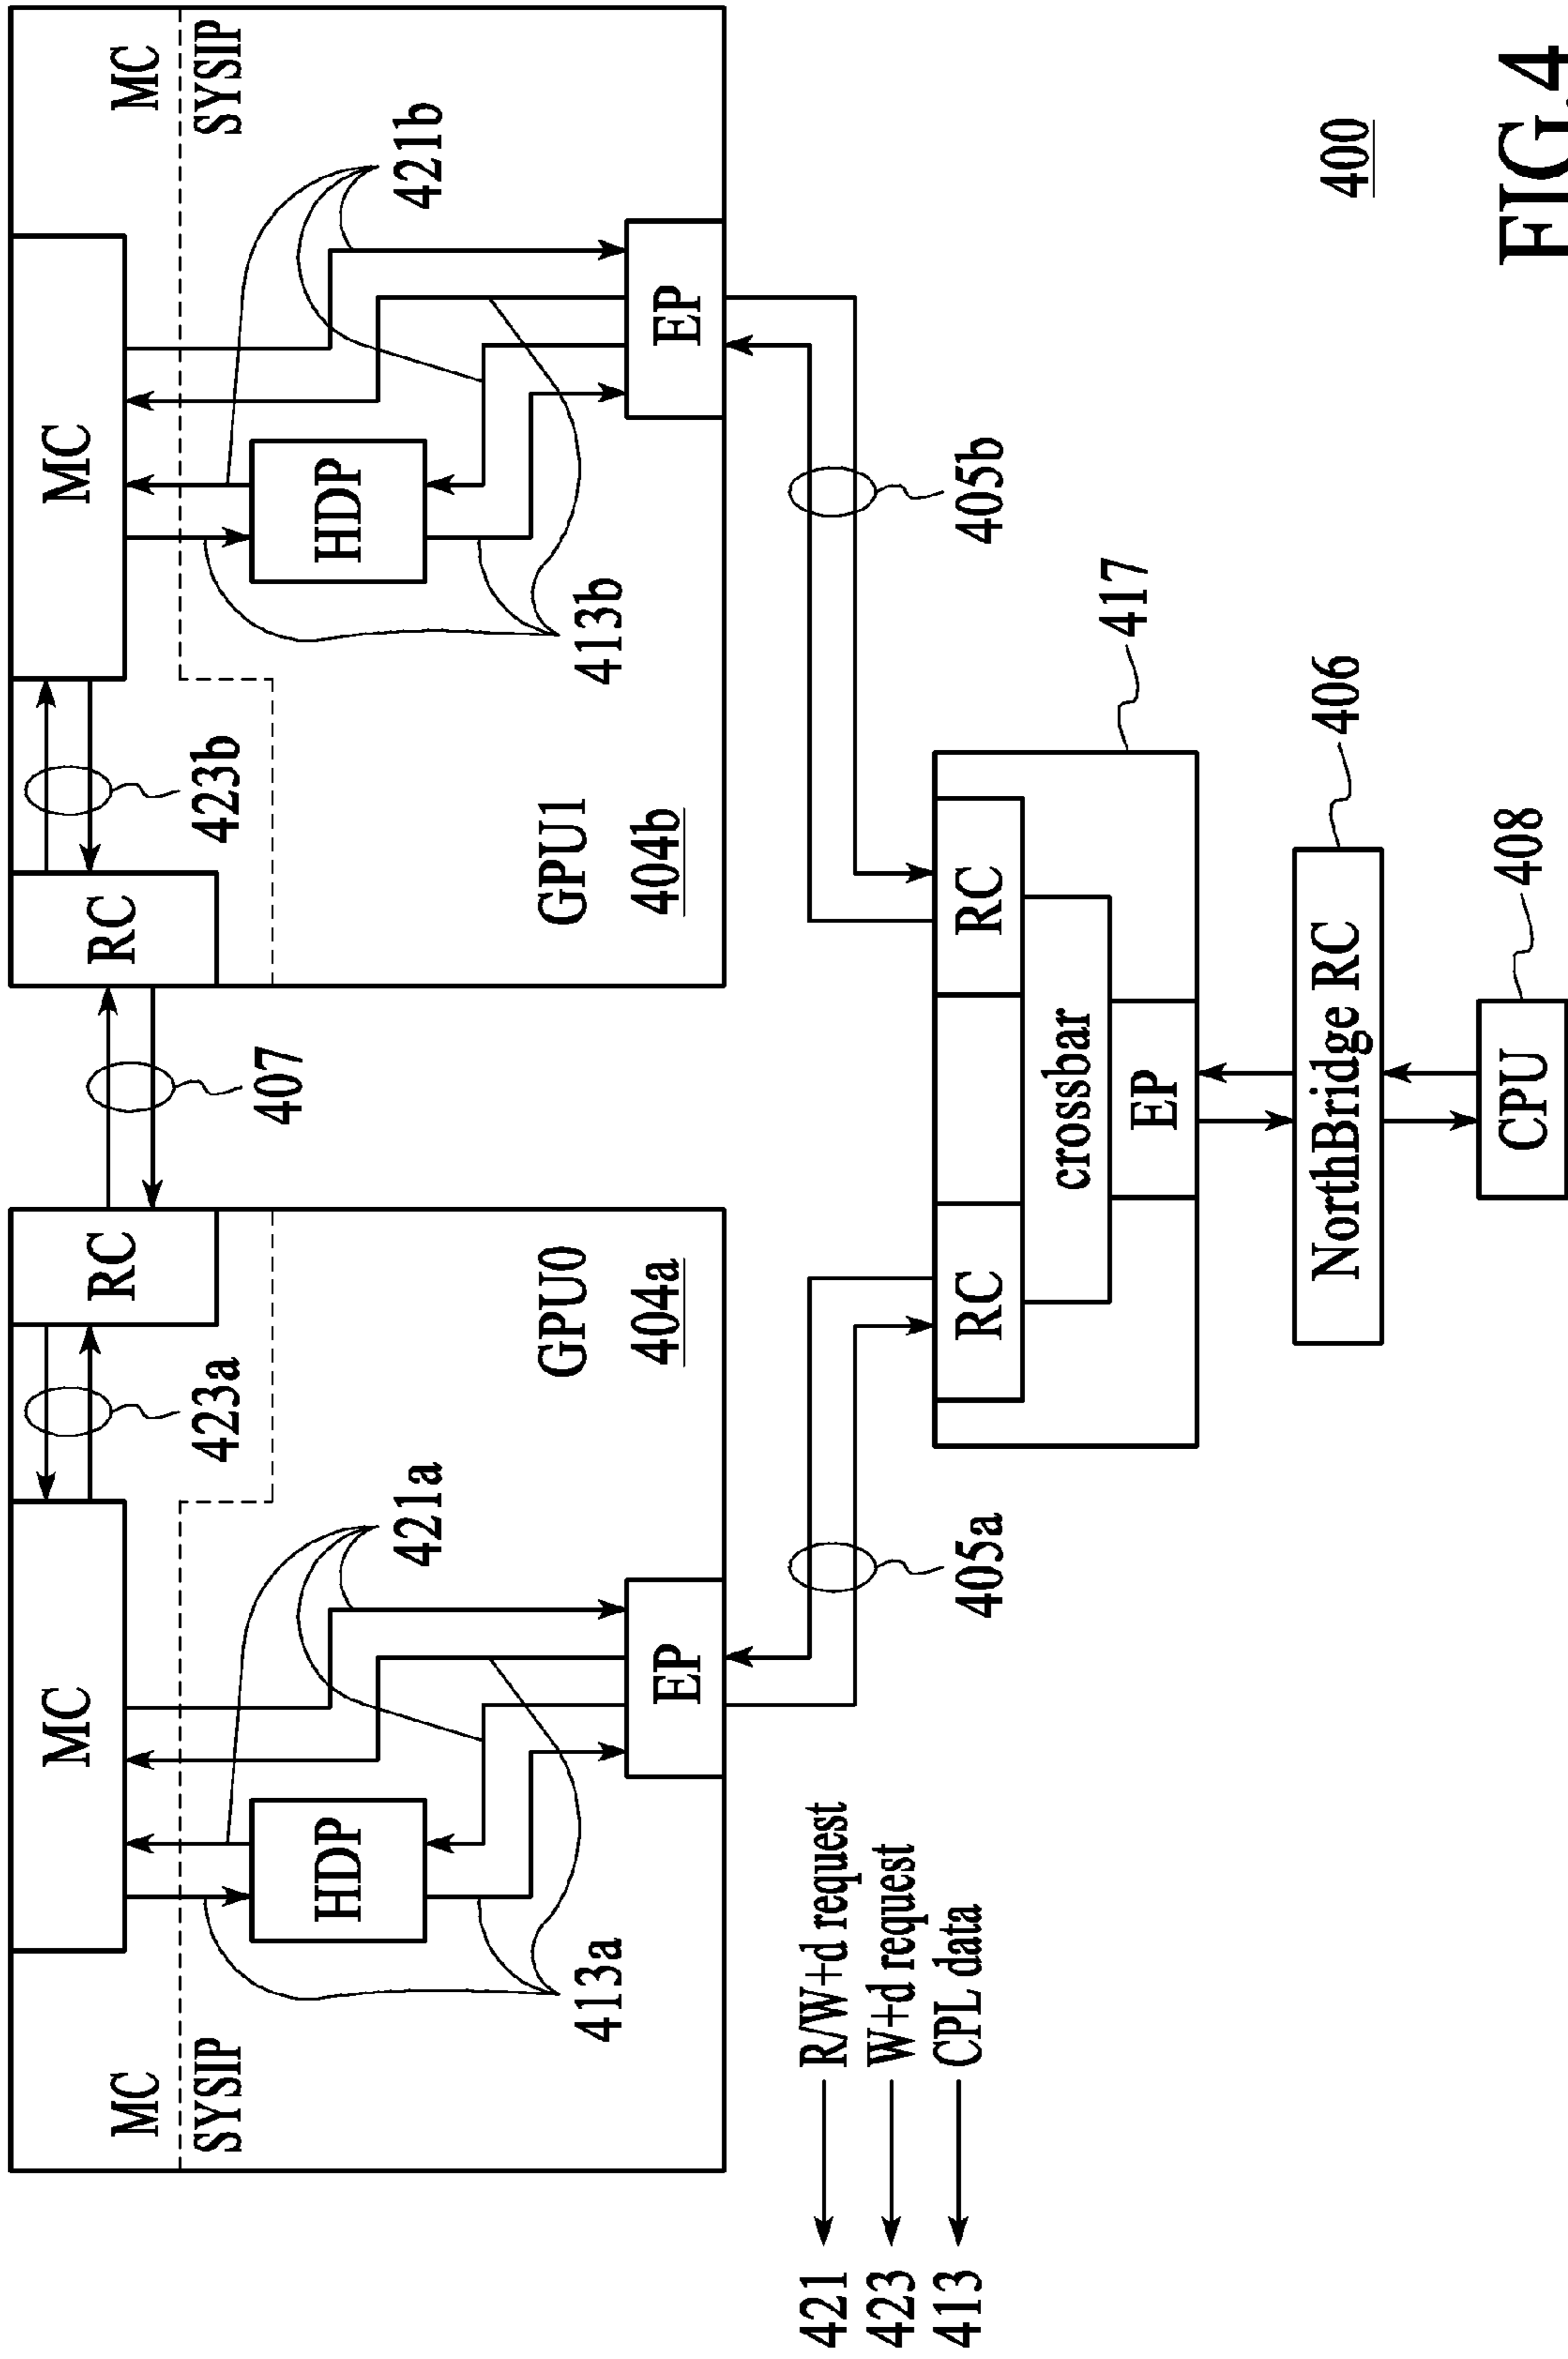 MC
SYSIP
MC
423a
RC
407
RC
423b
MC
MC
SYSIP
HDP
421a
HDP
421b
413a
GPU0
404a
GPU1
404b
413b
EP
EP
421 R/W+d request
423 W+d request
413 CPL data
405a
RC
RC
405b
crossbar
EP
417
NorthBridge RC
406
400
CPU
408
FIG.4